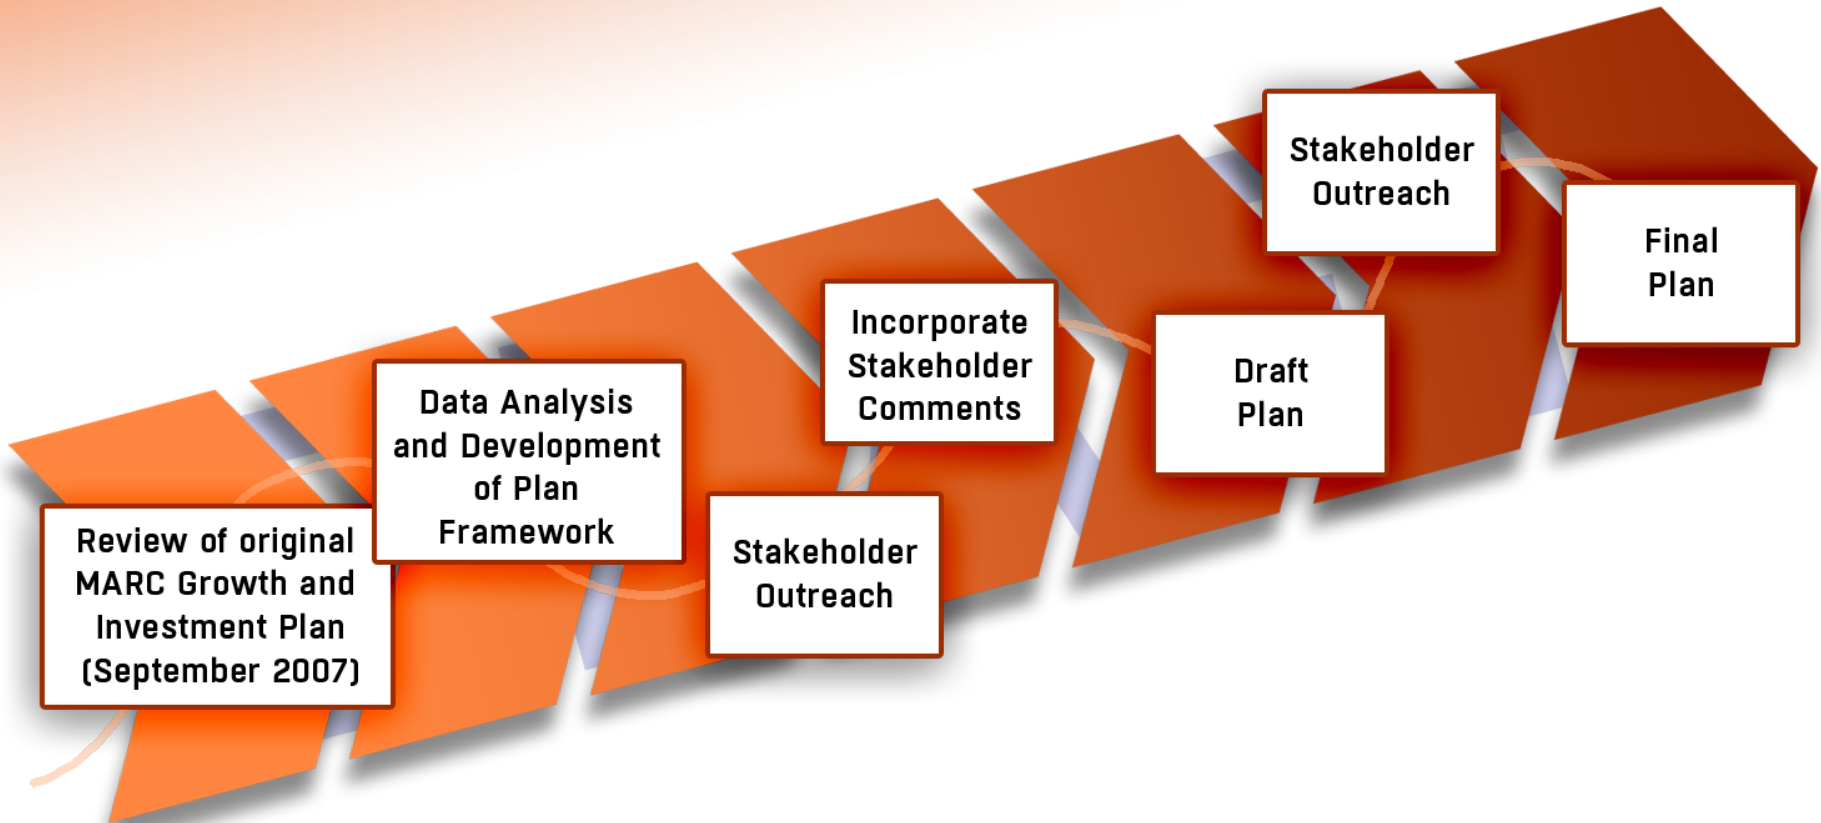 Review of original
MARC Growth and
Investment Plan
(September 2007)
Data Analysis
and Development
of Plan
Framework
Stakeholder
Outreach
Incorporate
Stakeholder
Comments
Draft
Plan
Stakeholder
Outreach
Final
Plan